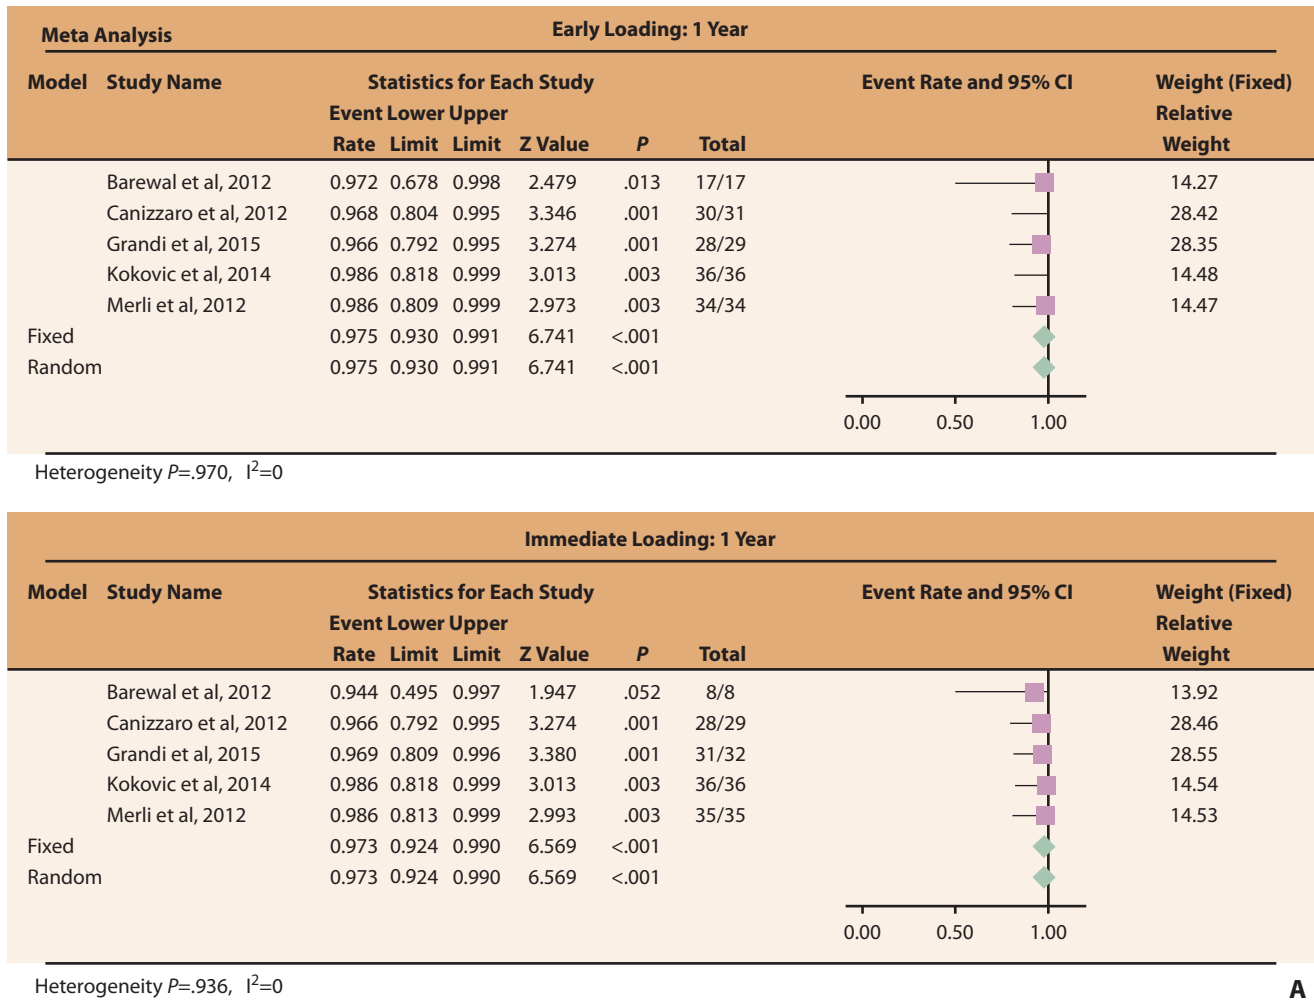 Meta Analysis Early Loading: 1 Year
Model Study Name Statistics for Each Study Event Rate and 95% CI Weight (Fixed)
Event Lower Upper Relative
Rate Limit Limit Z Value P Total Weight
Barewal et al, 2012 0.972 0.678 0.998 2.479 .013 17/17 14.27
Canizzaro et al, 2012 0.968 0.804 0.995 3.346 .001 30/31 28.42
Grandi et al, 2015 0.966 0.792 0.995 3.274 .001 28/29 28.35
Kokovic et al, 2014 0.986 0.818 0.999 3.013 .003 36/36 14.48
Merli et al, 2012 0.986 0.809 0.999 2.973 .003 34/34 14.47
Fixed 0.975 0.930 0.991 6.741 <.001
Random 0.975 0.930 0.991 6.741 <.001
0.00 0.50 1.00
Heterogeneity P=.970, I²=0
Immediate Loading: 1 Year
Model Study Name Statistics for Each Study Event Rate and 95% CI Weight (Fixed)
Event Lower Upper Relative
Rate Limit Limit Z Value P Total Weight
Barewal et al, 2012 0.944 0.495 0.997 1.947 .052 8/8 13.92
Canizzaro et al, 2012 0.966 0.792 0.995 3.274 .001 28/29 28.46
Grandi et al, 2015 0.969 0.809 0.996 3.380 .001 31/32 28.55
Kokovic et al, 2014 0.986 0.818 0.999 3.013 .003 36/36 14.54
Merli et al, 2012 0.986 0.813 0.999 2.993 .003 35/35 14.53
Fixed 0.973 0.924 0.990 6.569 <.001
Random 0.973 0.924 0.990 6.569 <.001
0.00 0.50 1.00
Heterogeneity P=.936, I²=0 A